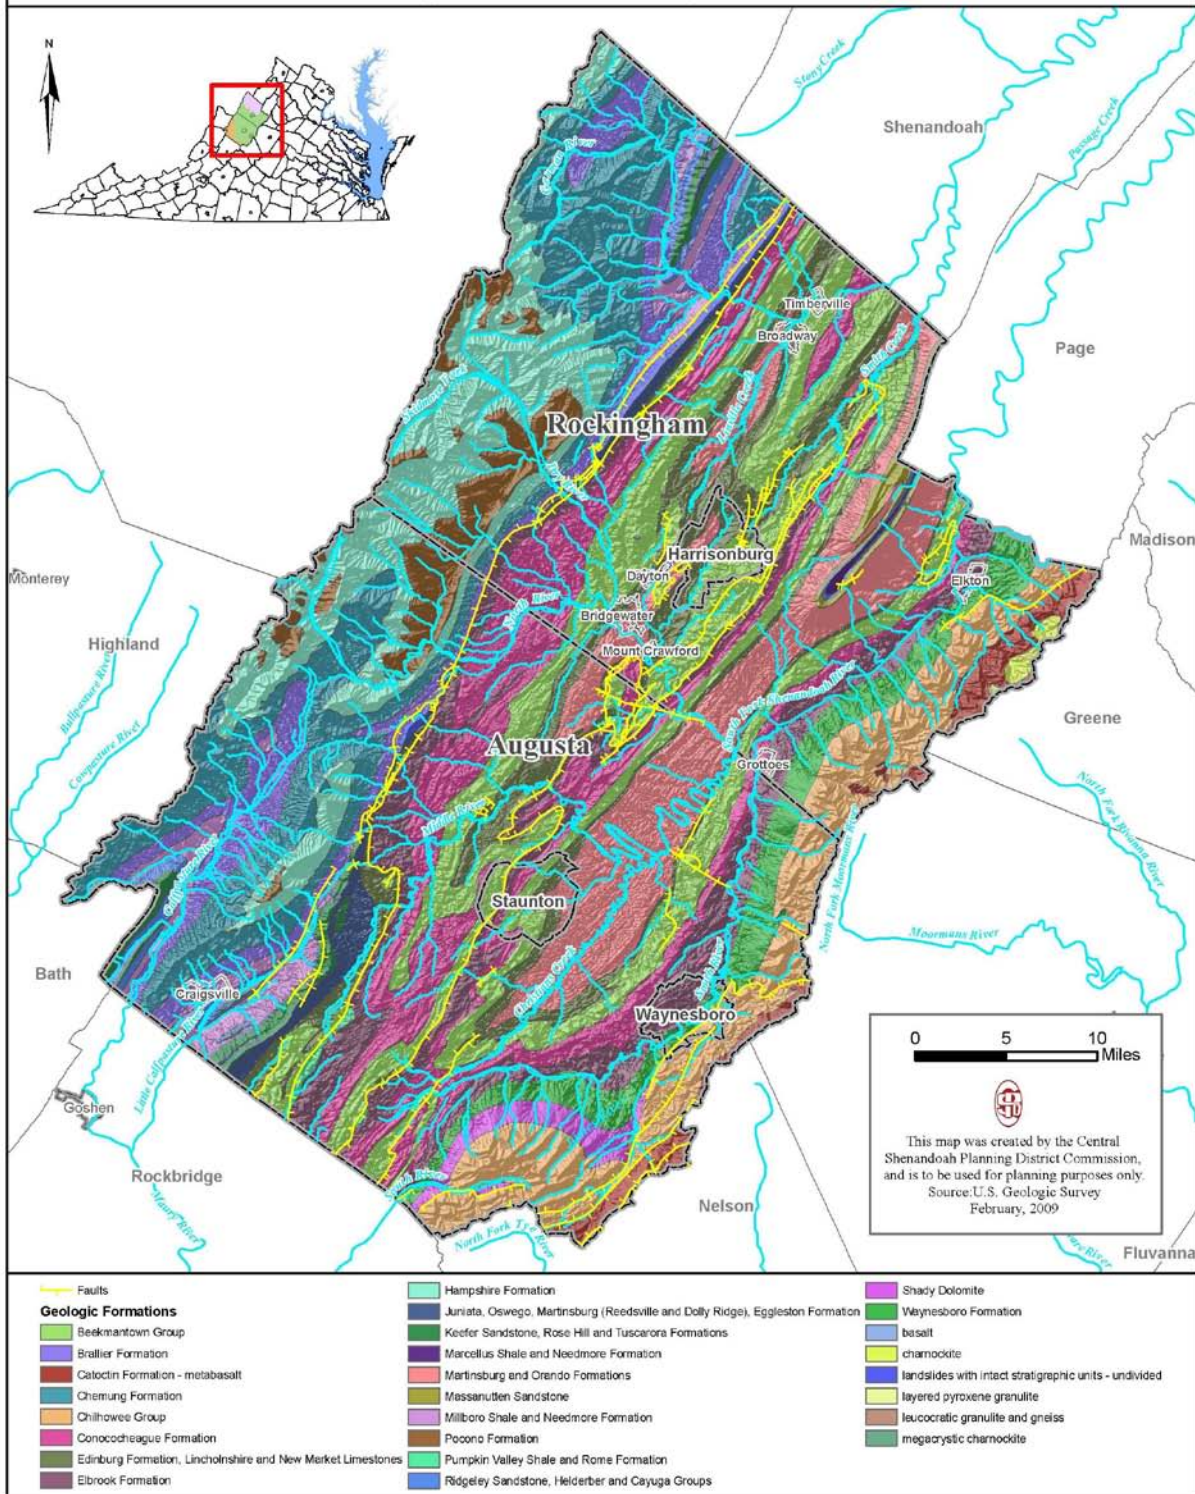 N
Stony Creek
Shenandoah
Passage Creek
German River
Timberville
Broadway
Page
Smith Creek
Linville Creek
Rockingham
Dry River
Madison
Harrisonburg
Dayton
Elkton
Monterey
North River
Bridgewater
Highland
Mount Crawford
Bullpasture River
Cowpasture River
South Fork Shenandoah River
Greene
Augusta
Grottoes
Middle River
North Fork Rivanna River
Calfpasture River
North Fork Moormans River
Staunton
Moormans River
Bath
Craigsville
Christians Creek
South River
Waynesboro
0 5 10
Miles
Little Calfpasture River
Goshen
This map was created by the Central
Shenandoah Planning District Commission,
and is to be used for planning purposes only.
Source:U.S. Geologic Survey
February, 2009
Rockbridge
South River
Maury River
Nelson
North Fork Tye River
Fluvanna
Faults
Geologic Formations
Beekmantown Group
Brallier Formation
Catoctin Formation - metabasalt
Chemung Formation
Chilhowee Group
Conococheague Formation
Edinburg Formation, Lincholnshire and New Market Limestones
Elbrook Formation
Hampshire Formation
Juniata, Oswego, Martinsburg (Reedsville and Dolly Ridge), Eggleston Formation
Keefer Sandstone, Rose Hill and Tuscarora Formations
Marcellus Shale and Needmore Formation
Martinsburg and Orando Formations
Massanutten Sandstone
Millboro Shale and Needmore Formation
Pocono Formation
Pumpkin Valley Shale and Rome Formation
Ridgeley Sandstone, Helderber and Cayuga Groups
Shady Dolomite
Waynesboro Formation
basalt
charnockite
landslides with intact stratigraphic units - undivided
layered pyroxene granulite
leucocratic granulite and gneiss
megacrystic charnockite